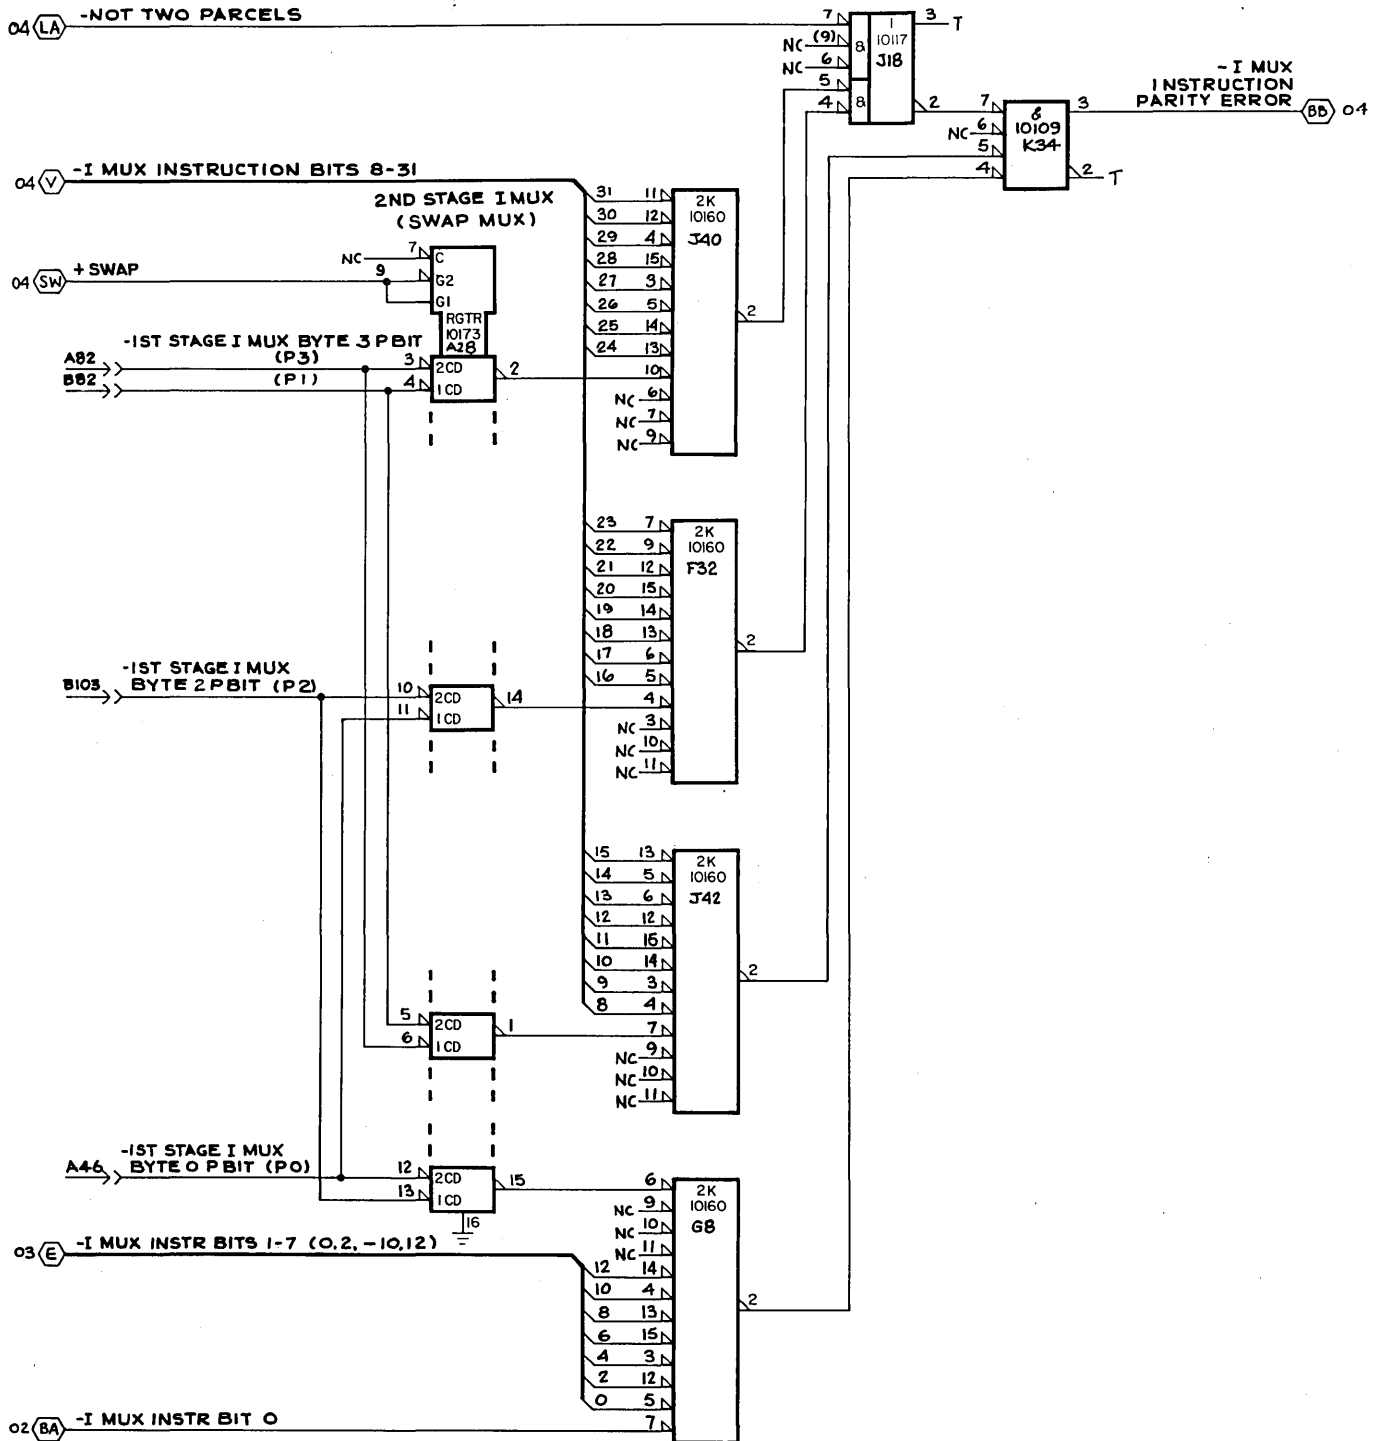 04 LA -NOT TWO PARCELS
7
3 T
NC (9)
NC 6
5
4
&
&
1
10117
J18
2
-I MUX
INSTRUCTION
PARITY ERROR
BB 04
7
NC 6
5
4
&
10109
K34
3
2 T
04 V -I MUX INSTRUCTION BITS 8-31
2ND STAGE I MUX
(SWAP MUX)
NC 7 C
04 SW + SWAP
9 G2
G1
RGTR
10173
A28
-1ST STAGE I MUX BYTE 3 PBIT
A82 (P3) 3 2CD 2
B82 (P1) 4 1CD
31 11
30 12
29 4
28 15
27 3
26 5
25 14
24 13
10
NC 6
NC 7
NC 9
2K
10160
J40
2
23 7
22 9
21 12
20 15
19 14
18 13
17 6
16 5
4
NC 3
NC 10
NC 11
2K
10160
F32
2
-1ST STAGE I MUX
B103 BYTE 2 PBIT (P2)
10 2CD 14
11 1CD
15 13
14 5
13 6
12 12
11 15
10 14
9 3
8 4
7
NC 9
NC 10
NC 11
2K
10160
J42
2
5 2CD 1
6 1CD
-1ST STAGE I MUX
A46 BYTE 0 PBIT (P0)
12 2CD 15
13 1CD
16
03 E -I MUX INSTR BITS 1-7 (0,2,-10,12)
6
NC 9
NC 10
NC 11
12 14
10 4
8 13
6 15
4 3
2 12
0 5
7
2K
10160
G8
2
02 BA -I MUX INSTR BIT 0